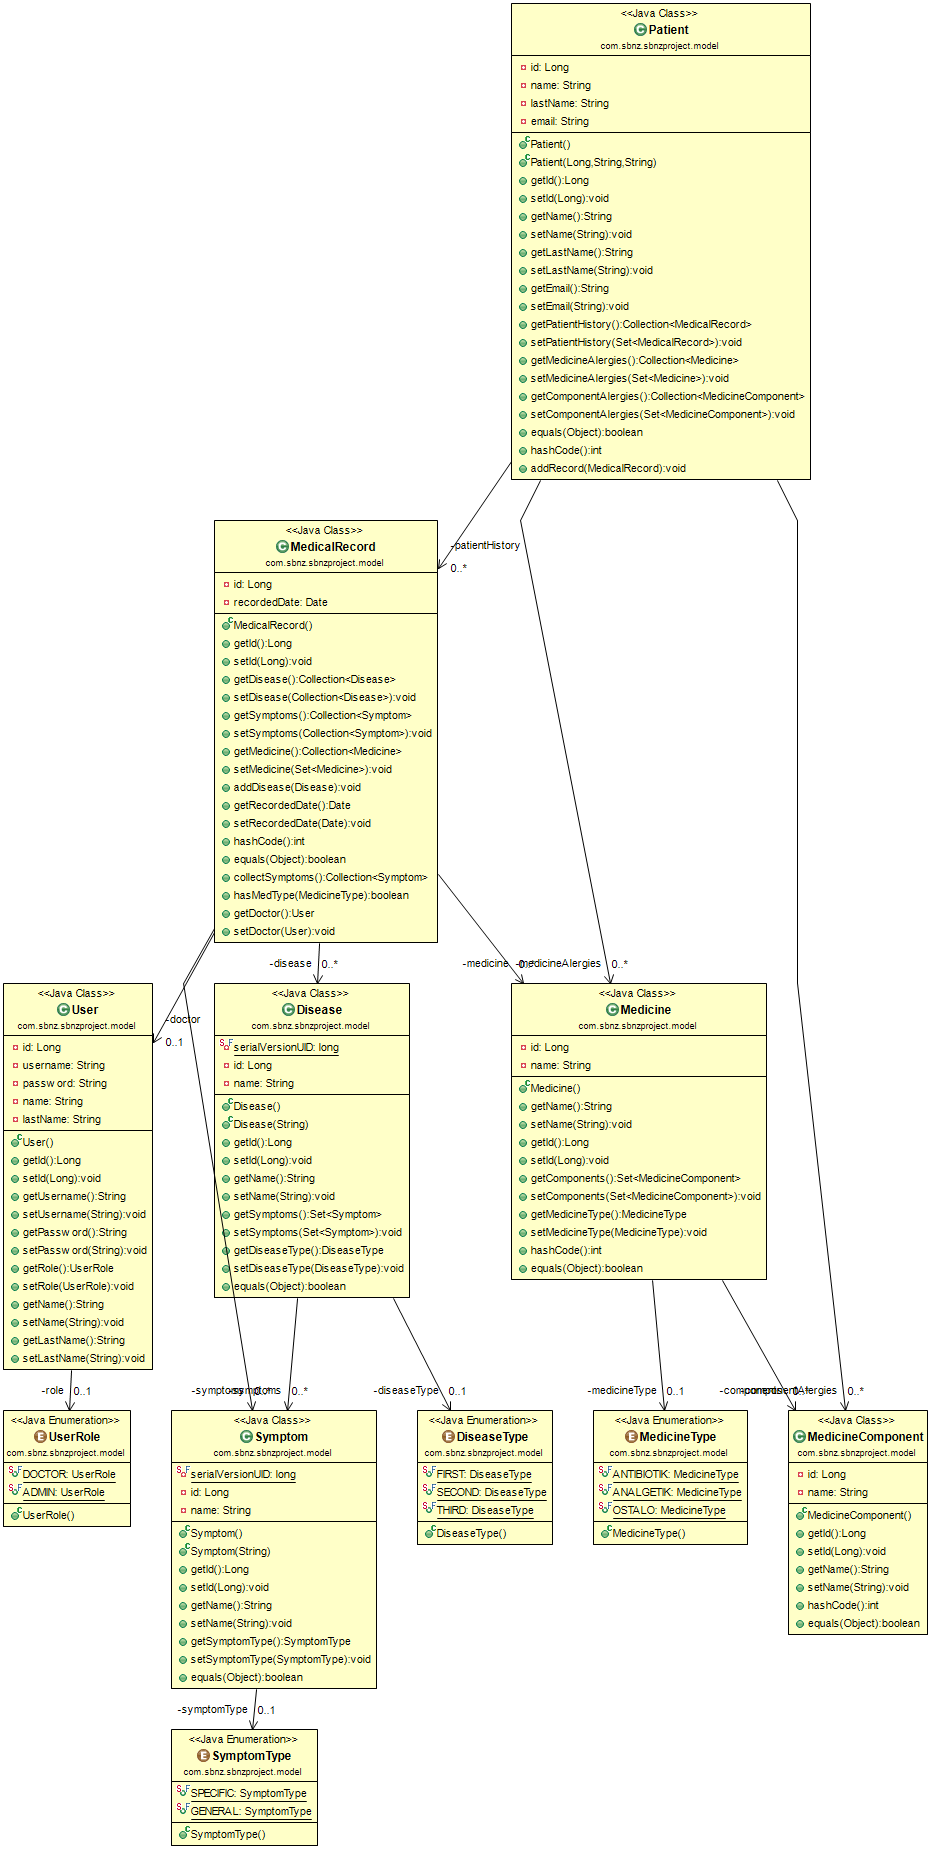 <<Java Class>>
Patient
com.sbnz.sbnzproject.model
id: Long
name: String
lastName: String
email: String
Patient()
Patient(Long,String,String)
getId():Long
setId(Long):void
getName():String
setName(String):void
getLastName():String
setLastName(String):void
getEmail():String
setEmail(String):void
getPatientHistory():Collection<MedicalRecord>
setPatientHistory(Set<MedicalRecord>):void
getMedicineAlergies():Collection<Medicine>
setMedicineAlergies(Set<Medicine>):void
getComponentAlergies():Collection<MedicineComponent>
setComponentAlergies(Set<MedicineComponent>):void
equals(Object):boolean
hashCode():int
addRecord(MedicalRecord):void
-patientHistory
0..*
<<Java Class>>
MedicalRecord
com.sbnz.sbnzproject.model
id: Long
recordedDate: Date
MedicalRecord()
getId():Long
setId(Long):void
getDisease():Collection<Disease>
setDisease(Collection<Disease>):void
getSymptoms():Collection<Symptom>
setSymptoms(Collection<Symptom>):void
getMedicine():Collection<Medicine>
setMedicine(Set<Medicine>):void
addDisease(Disease):void
getRecordedDate():Date
setRecordedDate(Date):void
hashCode():int
equals(Object):boolean
collectSymptoms():Collection<Symptom>
hasMedType(MedicineType):boolean
getDoctor():User
setDoctor(User):void
-disease 0..*
-medicine 0..*
-medicineAlergies 0..*
-doctor
0..1
<<Java Class>>
User
com.sbnz.sbnzproject.model
id: Long
username: String
password: String
name: String
lastName: String
User()
getId():Long
setId(Long):void
getUsername():String
setUsername(String):void
getPassword():String
setPassword(String):void
getRole():UserRole
setRole(UserRole):void
getName():String
setName(String):void
getLastName():String
setLastName(String):void
<<Java Class>>
Disease
com.sbnz.sbnzproject.model
serialVersionUID: long
id: Long
name: String
Disease()
Disease(String)
getId():Long
setId(Long):void
getName():String
setName(String):void
getSymptoms():Set<Symptom>
setSymptoms(Set<Symptom>):void
getDiseaseType():DiseaseType
setDiseaseType(DiseaseType):void
equals(Object):boolean
<<Java Class>>
Medicine
com.sbnz.sbnzproject.model
id: Long
name: String
Medicine()
getName():String
setName(String):void
getId():Long
setId(Long):void
getComponents():Set<MedicineComponent>
setComponents(Set<MedicineComponent>):void
getMedicineType():MedicineType
setMedicineType(MedicineType):void
hashCode():int
equals(Object):boolean
-role 0..1
-symptoms 0..*
-symptoms 0..*
-diseaseType 0..1
-medicineType 0..1
-components 0..*
-componentAlergies 0..*
<<Java Enumeration>>
UserRole
com.sbnz.sbnzproject.model
DOCTOR: UserRole
ADMIN: UserRole
UserRole()
<<Java Class>>
Symptom
com.sbnz.sbnzproject.model
serialVersionUID: long
id: Long
name: String
Symptom()
Symptom(String)
getId():Long
setId(Long):void
getName():String
setName(String):void
getSymptomType():SymptomType
setSymptomType(SymptomType):void
equals(Object):boolean
<<Java Enumeration>>
DiseaseType
com.sbnz.sbnzproject.model
FIRST: DiseaseType
SECOND: DiseaseType
THIRD: DiseaseType
DiseaseType()
<<Java Enumeration>>
MedicineType
com.sbnz.sbnzproject.model
ANTIBIOTIK: MedicineType
ANALGETIK: MedicineType
OSTALO: MedicineType
MedicineType()
<<Java Class>>
MedicineComponent
com.sbnz.sbnzproject.model
id: Long
name: String
MedicineComponent()
getId():Long
setId(Long):void
getName():String
setName(String):void
hashCode():int
equals(Object):boolean
-symptomType 0..1
<<Java Enumeration>>
SymptomType
com.sbnz.sbnzproject.model
SPECIFIC: SymptomType
GENERAL: SymptomType
SymptomType()